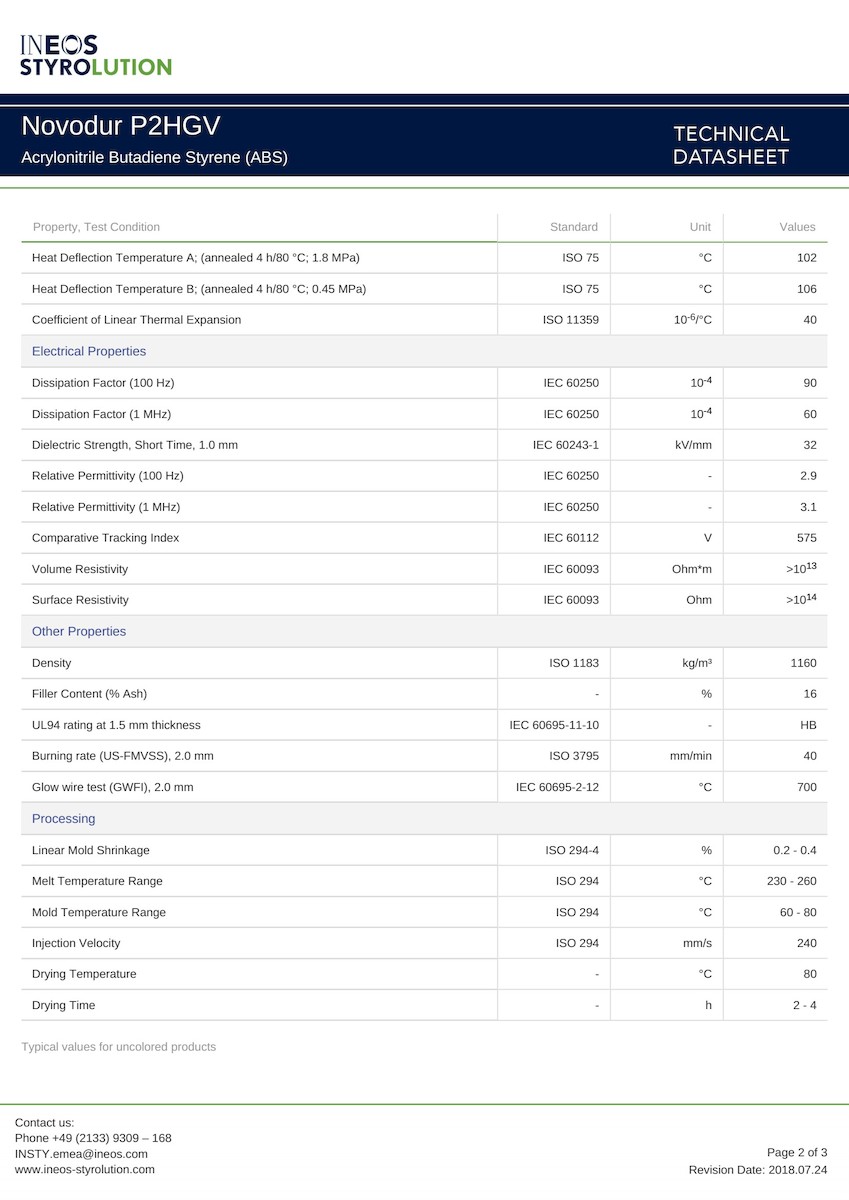 INEOS
STYROLUTION
Novodur P2HGV
Acrylonitrile Butadiene Styrene (ABS)
TECHNICAL
DATASHEET
Property, Test Condition Standard Unit Values
Heat Deflection Temperature A; (annealed 4 h/80 °C; 1.8 MPa) ISO 75 °C 102
Heat Deflection Temperature B; (annealed 4 h/80 °C; 0.45 MPa) ISO 75 °C 106
Coefficient of Linear Thermal Expansion ISO 11359 10⁻⁶/°C 40
Electrical Properties
Dissipation Factor (100 Hz) IEC 60250 10⁻⁴ 90
Dissipation Factor (1 MHz) IEC 60250 10⁻⁴ 60
Dielectric Strength, Short Time, 1.0 mm IEC 60243-1 kV/mm 32
Relative Permittivity (100 Hz) IEC 60250 - 2.9
Relative Permittivity (1 MHz) IEC 60250 - 3.1
Comparative Tracking Index IEC 60112 V 575
Volume Resistivity IEC 60093 Ohm*m >10¹³
Surface Resistivity IEC 60093 Ohm >10¹⁴
Other Properties
Density ISO 1183 kg/m³ 1160
Filler Content (% Ash) - % 16
UL94 rating at 1.5 mm thickness IEC 60695-11-10 - HB
Burning rate (US-FMVSS), 2.0 mm ISO 3795 mm/min 40
Glow wire test (GWFI), 2.0 mm IEC 60695-2-12 °C 700
Processing
Linear Mold Shrinkage ISO 294-4 % 0.2 - 0.4
Melt Temperature Range ISO 294 °C 230 - 260
Mold Temperature Range ISO 294 °C 60 - 80
Injection Velocity ISO 294 mm/s 240
Drying Temperature - °C 80
Drying Time - h 2 - 4
Typical values for uncolored products
Contact us:
Phone +49 (2133) 9309 – 168
INSTY.emea@ineos.com
www.ineos-styrolution.com
Page 2 of 3
Revision Date: 2018.07.24